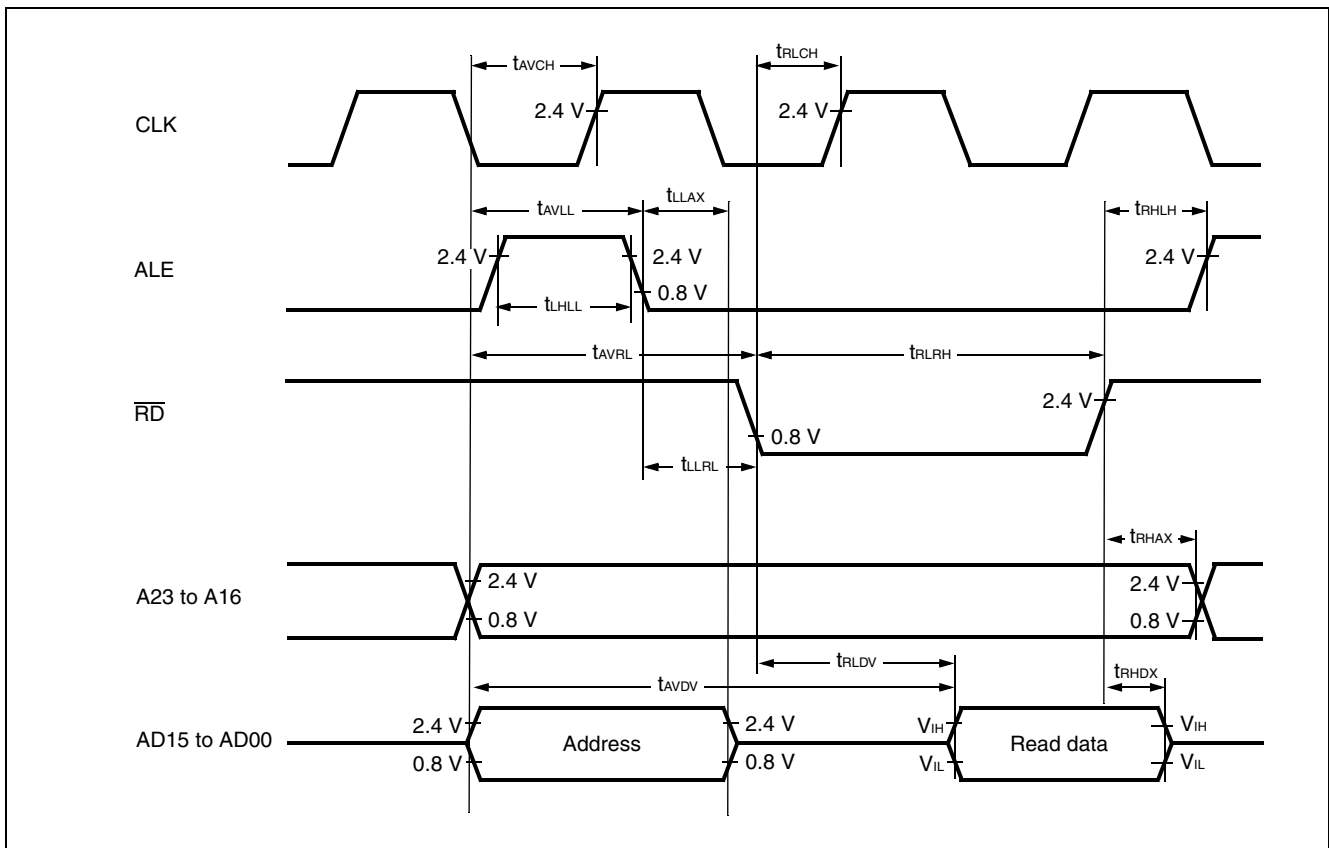 tAVCH
tRLCH
CLK
2.4 V
2.4 V
tAVLL
tLLAX
tRHLH
ALE
2.4 V
2.4 V
0.8 V
2.4 V
tLHLL
tAVRL
tRLRH
RD
2.4 V
0.8 V
tLLRL
tRHAX
A23 to A16
2.4 V
0.8 V
2.4 V
0.8 V
tRLDV
tAVDV
tRHDX
AD15 to AD00
2.4 V
0.8 V
Address
2.4 V
0.8 V
VIH
VIL
Read data
VIH
VIL